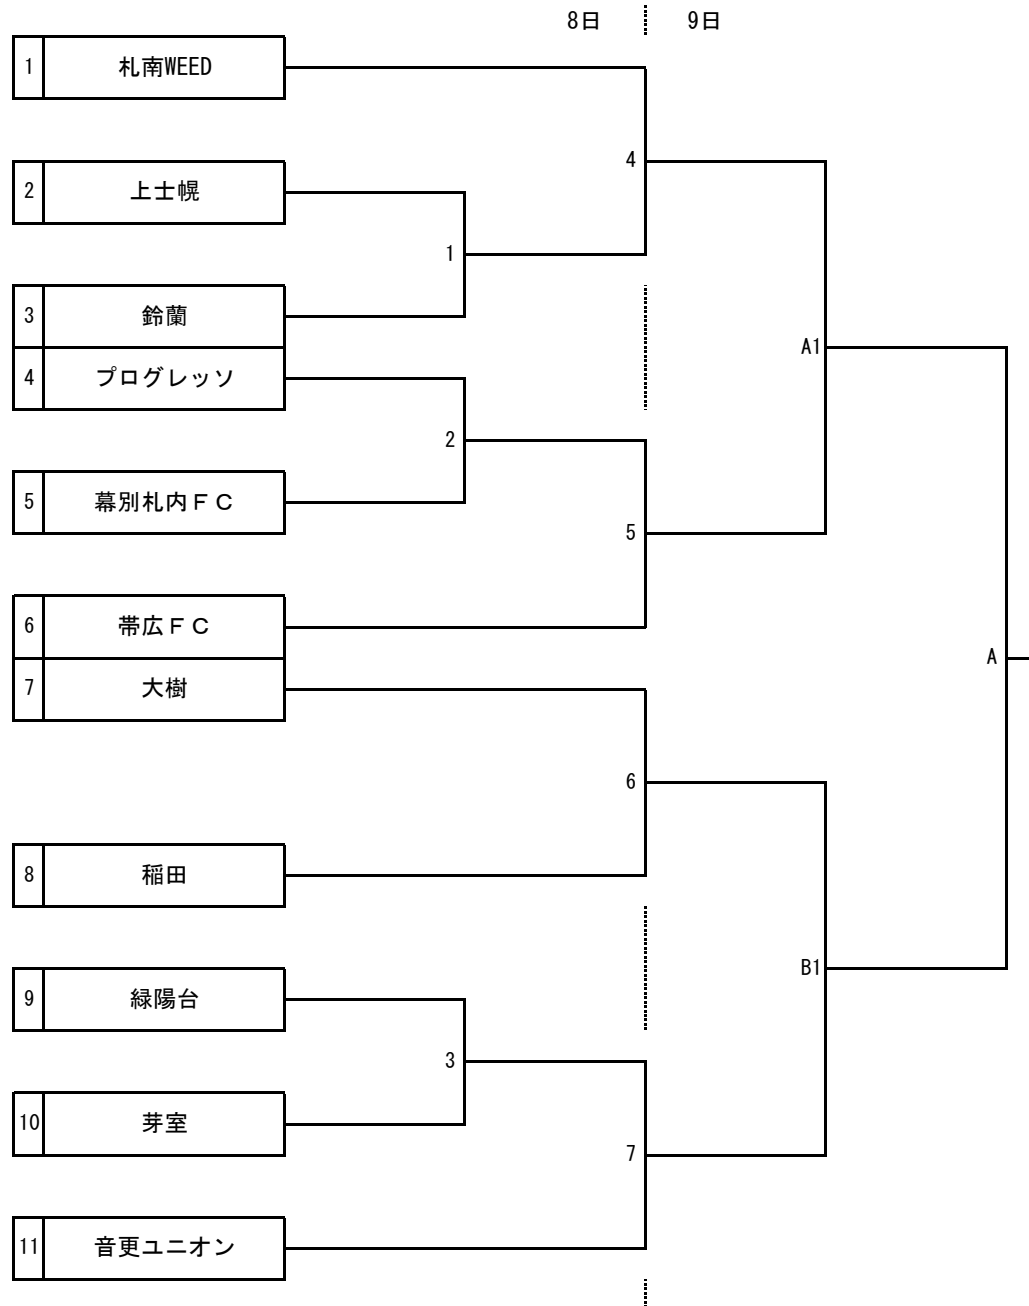 8日 9日
1 札南WEED
4
2 上士幌
1
3 鈴蘭
A1
4 プログレッソ
2
5 幕別札内ＦＣ
5
6 帯広ＦＣ
A
7 大樹
6
8 稲田
B1
9 緑陽台
3
10 芽室
7
11 音更ユニオン